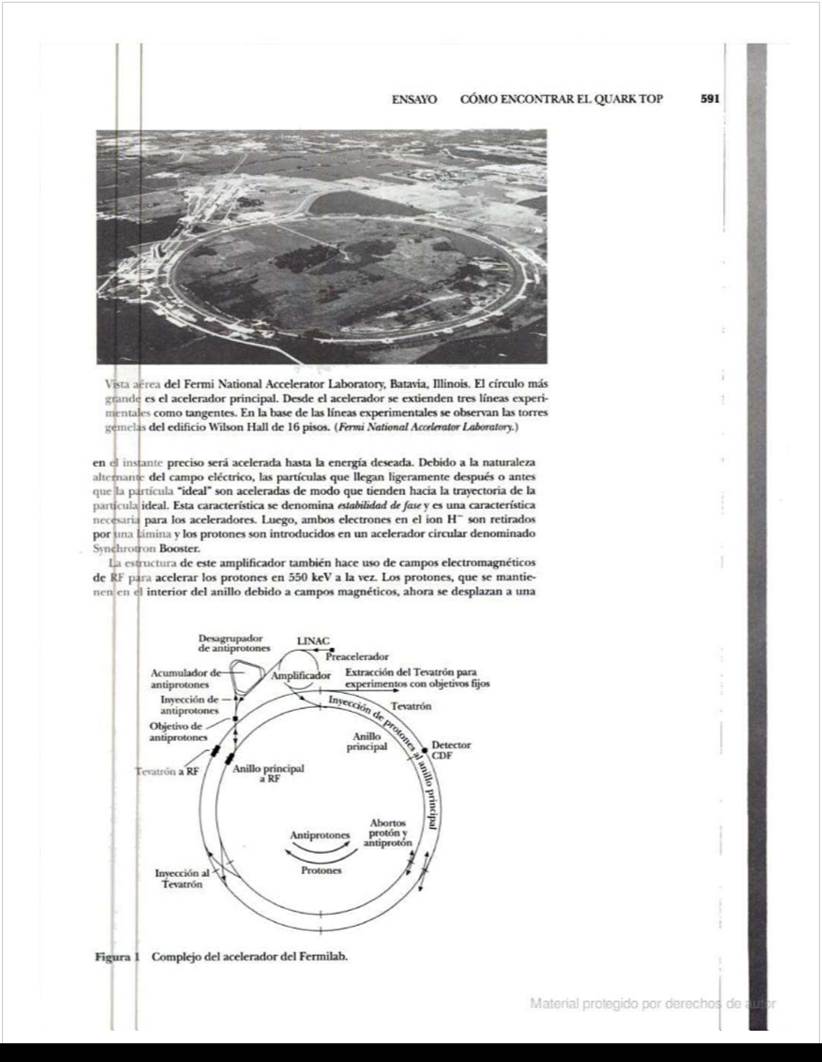 ENSAYO CÓMO ENCONTRAR EL QUARK TOP 591
Vista aérea del Fermi National Accelerator Laboratory, Batavia, Illinois. El círculo más
grande es el acelerador principal. Desde el acelerador se extienden tres líneas experi-
mentales como tangentes. En la base de las líneas experimentales se observan las torres
gemelas del edificio Wilson Hall de 16 pisos. (Fermi National Accelerator Laboratory.)
en el instante preciso será acelerada hasta la energía deseada. Debido a la naturaleza
alternante del campo eléctrico, las partículas que llegan ligeramente después o antes
que la partícula “ideal” son aceleradas de modo que tienden hacia la trayectoria de la
partícula ideal. Esta característica se denomina estabilidad de fase y es una característica
necesaria para los aceleradores. Luego, ambos electrones en el ion H⁻ son retirados
por una lámina y los protones son introducidos en un acelerador circular denominado
Synchrotron Booster.
La estructura de este amplificador también hace uso de campos electromagnéticos
de RF para acelerar los protones en 550 keV a la vez. Los protones, que se mantie-
nen en el interior del anillo debido a campos magnéticos, ahora se desplazan a una
Desagrupador
de antiprotones
LINAC
Preacelerador
Acumulador de
antiprotones
Amplificador
Extracción del Tevatrón para
experimentos con objetivos fijos
Inyección de
antiprotones
Inyección de protones al anillo principal
Tevatrón
Objetivo de
antiprotones
Anillo
principal
Detector
CDF
Tevatrón a RF
Anillo principal
a RF
Abortos
protón y
antiprotón
Antiprotones
Protones
Inyección al
Tevatrón
Figura 1 Complejo del acelerador del Fermilab.
Material protegido por derechos de autor